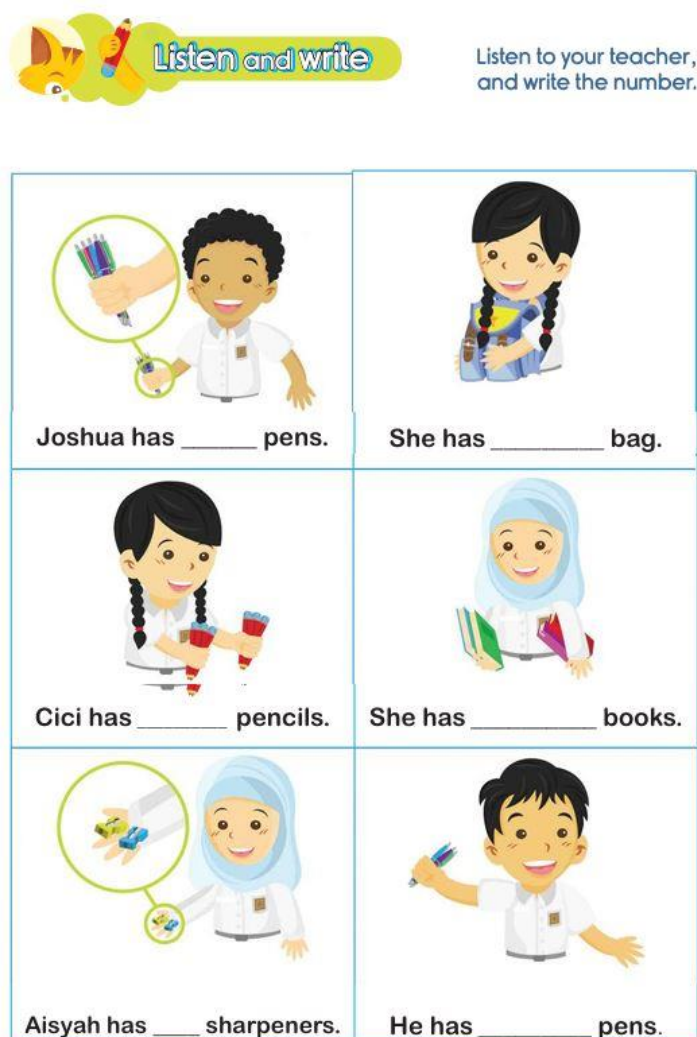 Listen and write
Listen to your teacher,
and write the number.
Joshua has ______ pens.
She has _________ bag.
Cici has _______ pencils.
She has __________ books.
Aisyah has ____ sharpeners.
He has _________ pens.